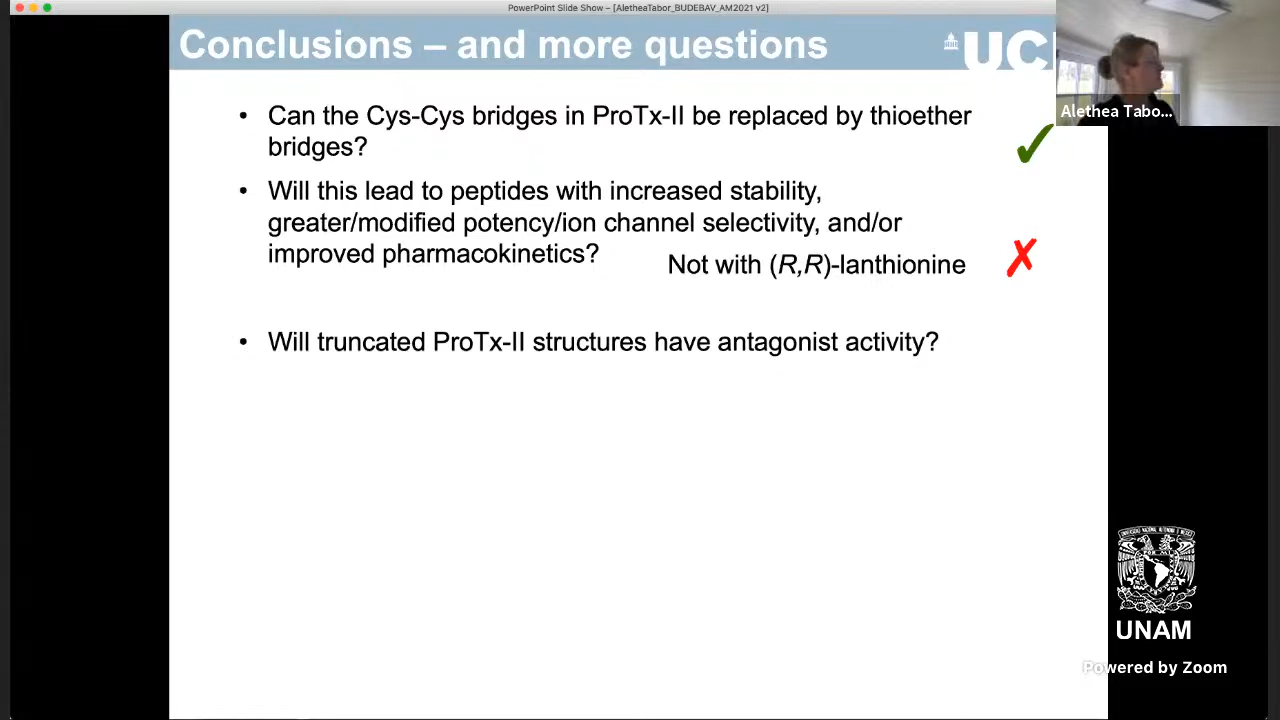 PowerPoint Slide Show – [AletheaTabor_BUDEBAV_AM2021 v2]
Conclusions – and more questions
UCL
Alethea Tabo...
• Can the Cys-Cys bridges in ProTx-II be replaced by thioether
bridges?
• Will this lead to peptides with increased stability,
greater/modified potency/ion channel selectivity, and/or
improved pharmacokinetics?
Not with (R,R)-lanthionine
• Will truncated ProTx-II structures have antagonist activity?
UNAM
Powered by Zoom